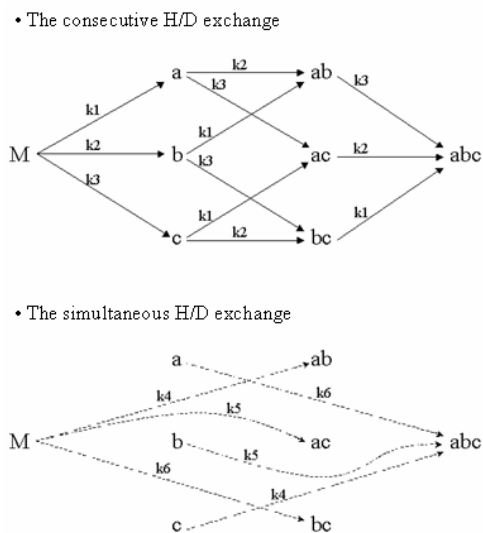 • The consecutive H/D exchange
a k2 ab
k3 k3
k1 k1
M k2 b ac k2 abc
k3 k3
k1 k1
c k2 bc
• The simultaneous H/D exchange
a ab
k4 k6
k5
M b ac abc
k6 k5
k4
c bc